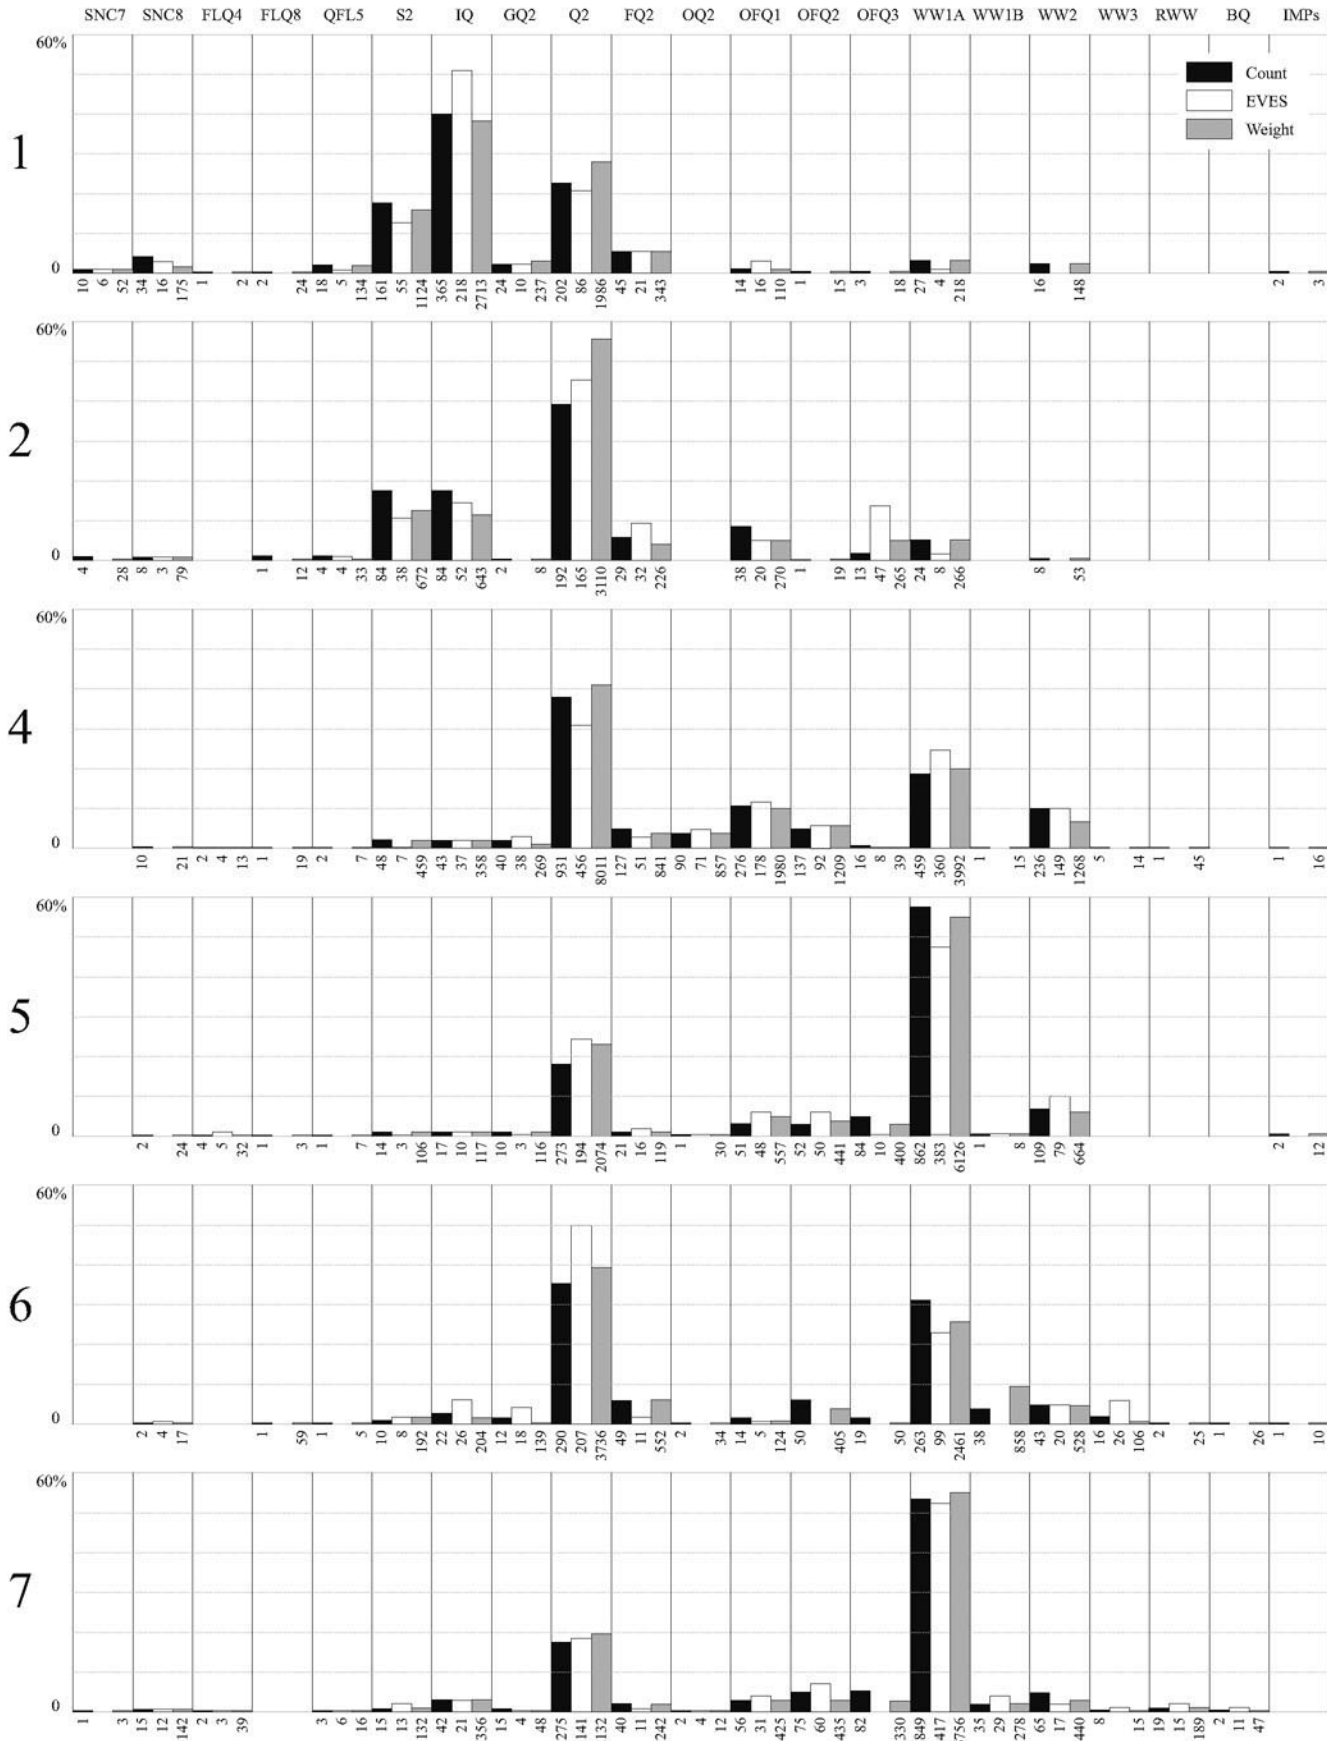 SNC7 SNC8 FLQ4 FLQ8 QFL5 S2 IQ GQ2 Q2 FQ2 OQ2 OFQ1 OFQ2 OFQ3 WW1A WW1B WW2 WW3 RWW BQ IMPs
60%
Count
EVES
Weight
1
0
10 6 52 34 16 175 1 2 2 24 18 5 134 161 55 1124 365 218 2713 24 10 237 202 86 1986 45 21 343 14 16 110 1 15 3 18 27 4 218 16 148 2 3
60%
2
0
4 28 8 3 79 1 12 4 4 33 84 38 672 84 52 643 2 8 192 165 3110 29 32 226 38 20 270 1 19 13 47 265 24 8 266 8 53
60%
4
0
10 21 2 4 13 1 19 2 7 48 7 459 43 37 358 40 38 269 931 456 8011 127 51 841 90 71 857 276 178 1980 137 92 1209 16 8 39 459 360 3992 1 15 236 149 1268 5 14 1 45 1 16
60%
5
0
2 24 4 5 32 1 3 1 7 14 3 106 17 10 117 10 3 116 273 194 2074 21 16 119 1 30 51 48 557 52 50 441 84 10 400 862 383 6126 1 8 109 79 664 2 12
60%
6
0
2 4 17 1 59 1 5 10 8 192 22 26 204 12 18 139 290 207 3736 49 11 552 2 34 14 5 124 50 405 19 50 263 99 2461 38 858 43 20 528 16 26 106 2 25 1 26 1 10
60%
7
0
1 3 15 12 142 2 3 39 3 6 16 15 13 132 42 21 356 15 4 48 275 141 132 40 11 242 2 4 12 56 31 425 75 60 435 82 330 849 417 756 35 29 278 65 17 440 8 15 19 15 189 2 11 47